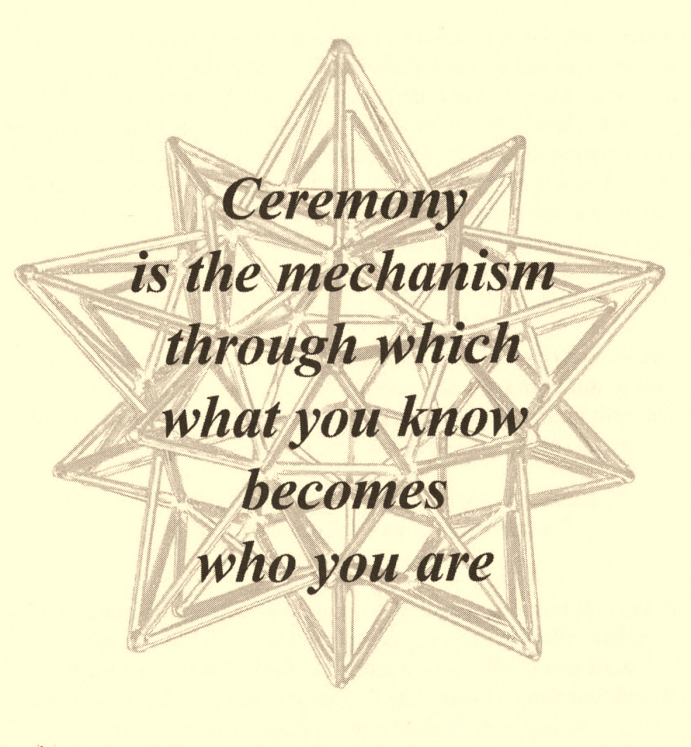 Ceremony
is the mechanism
through which
what you know
becomes
who you are